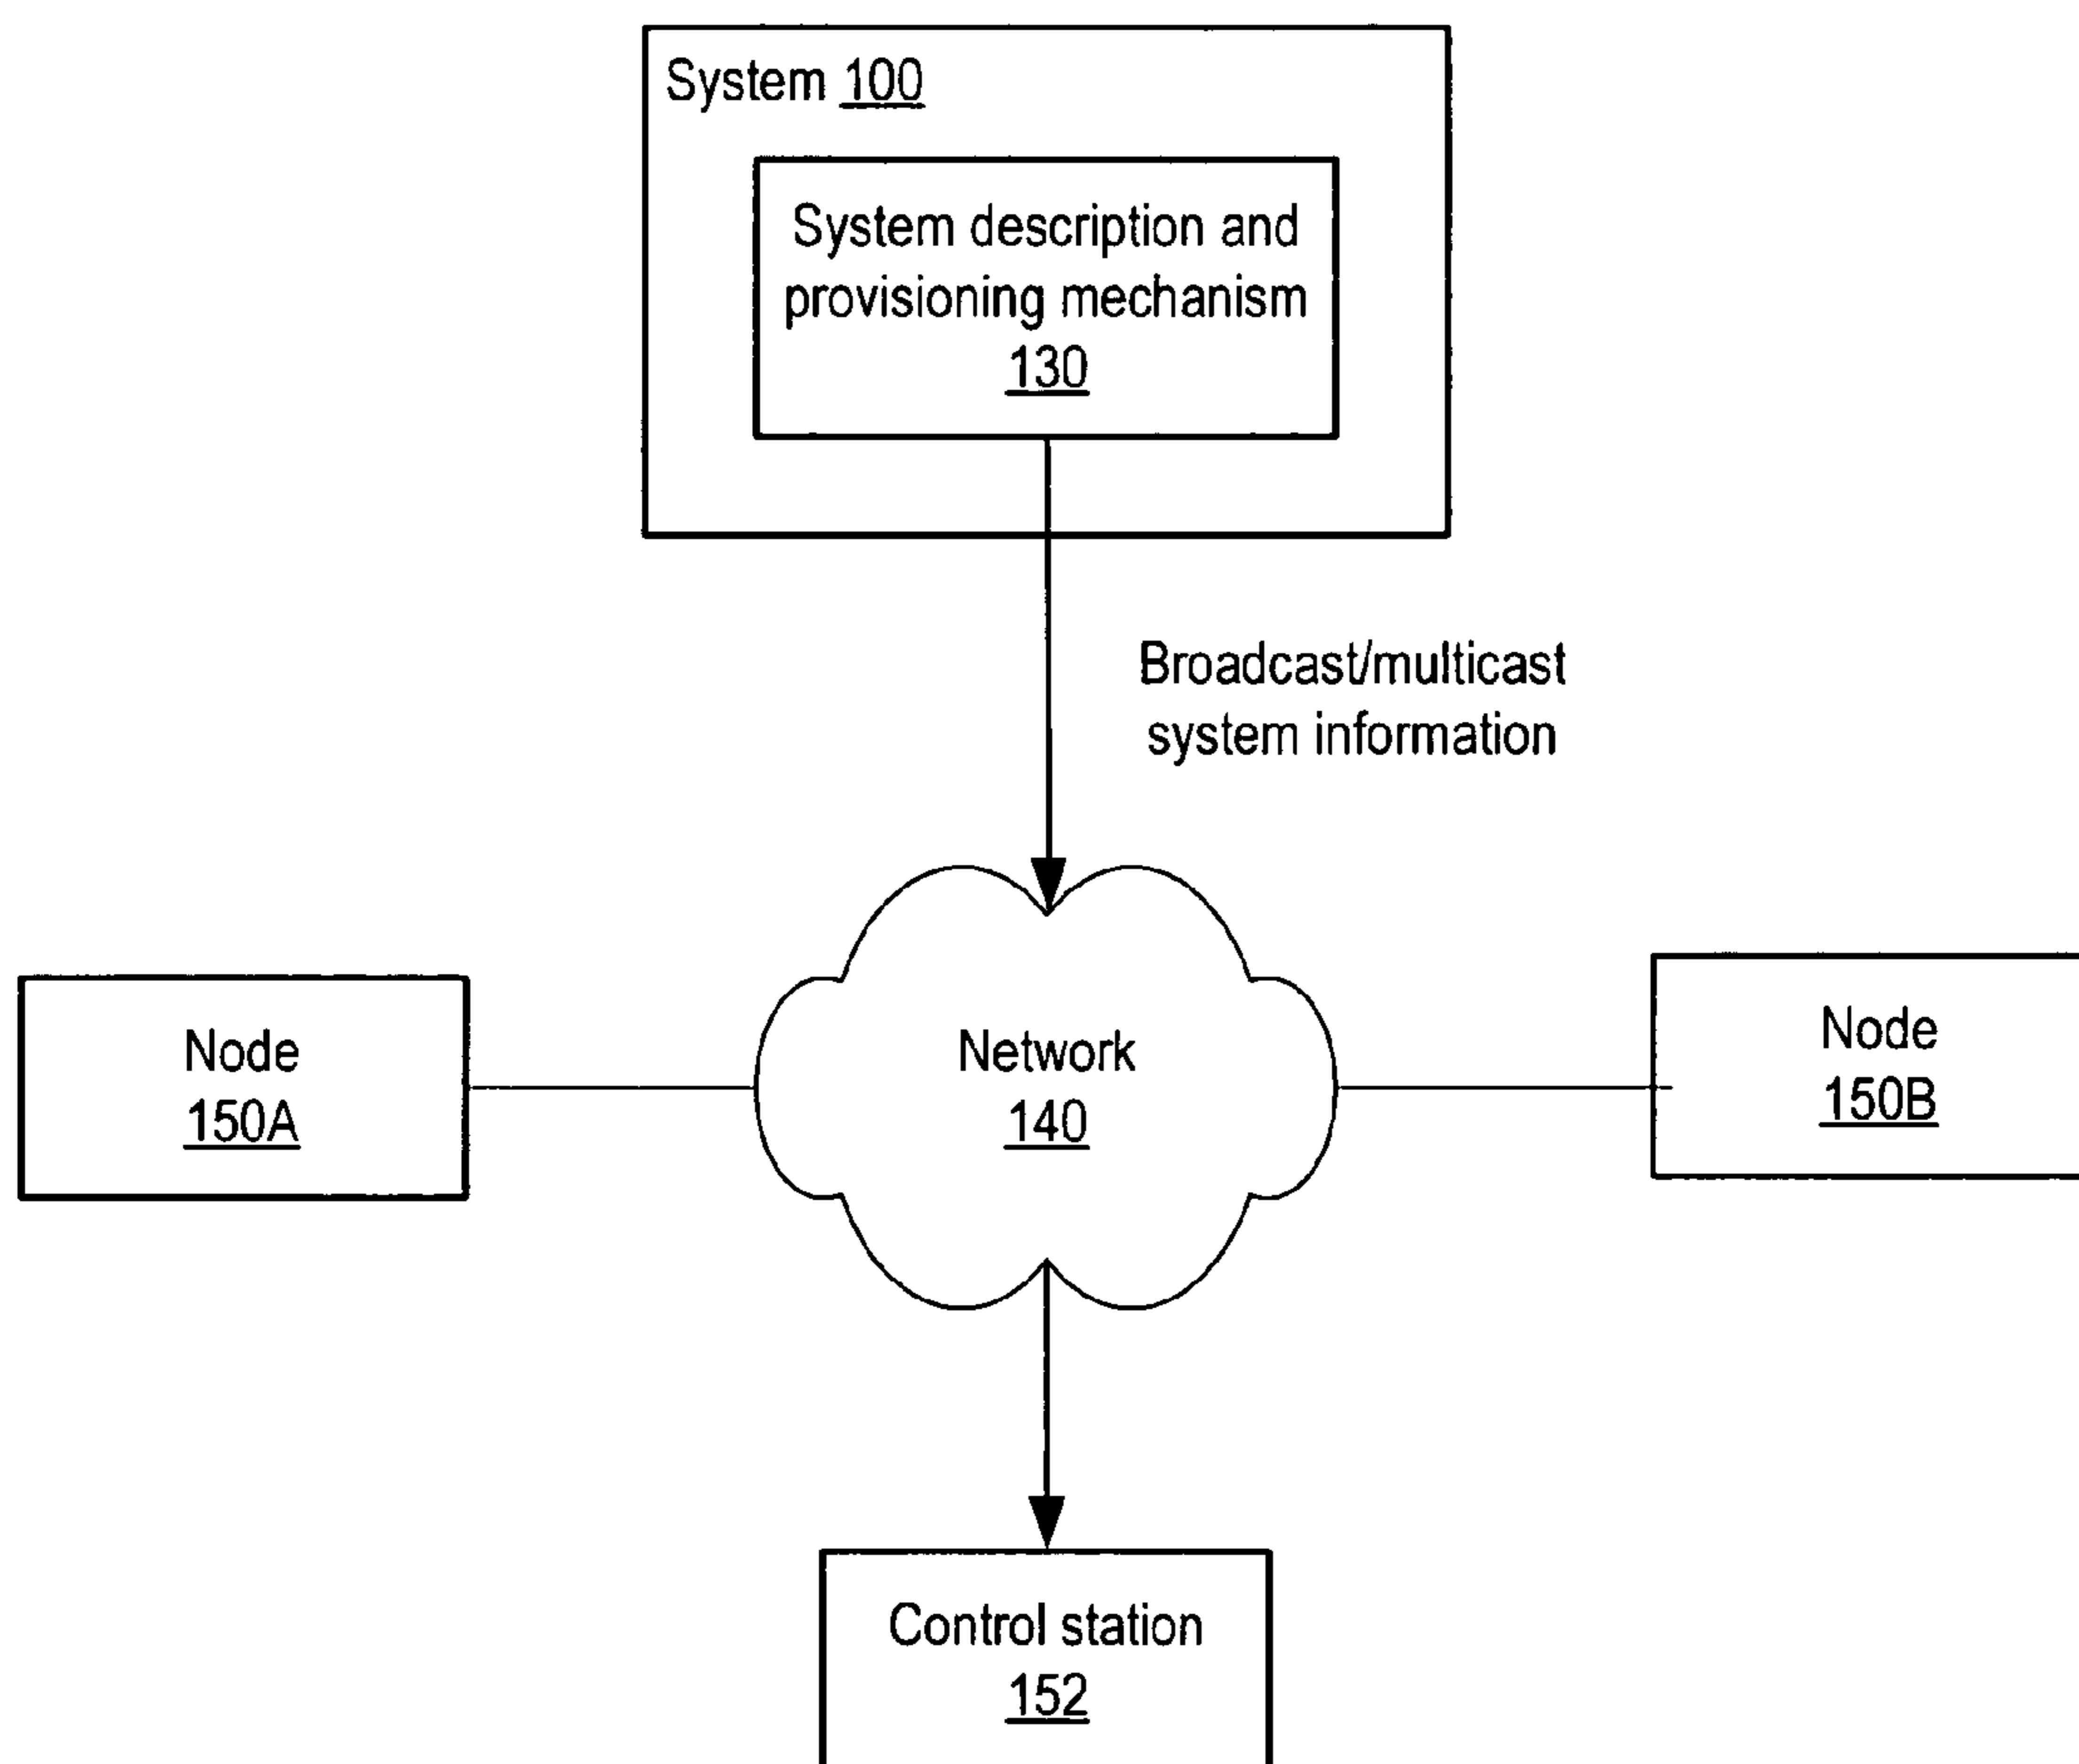 System 100
System description and
provisioning mechanism
130
Broadcast/multicast
system information
Node
150A
Network
140
Node
150B
Control station
152